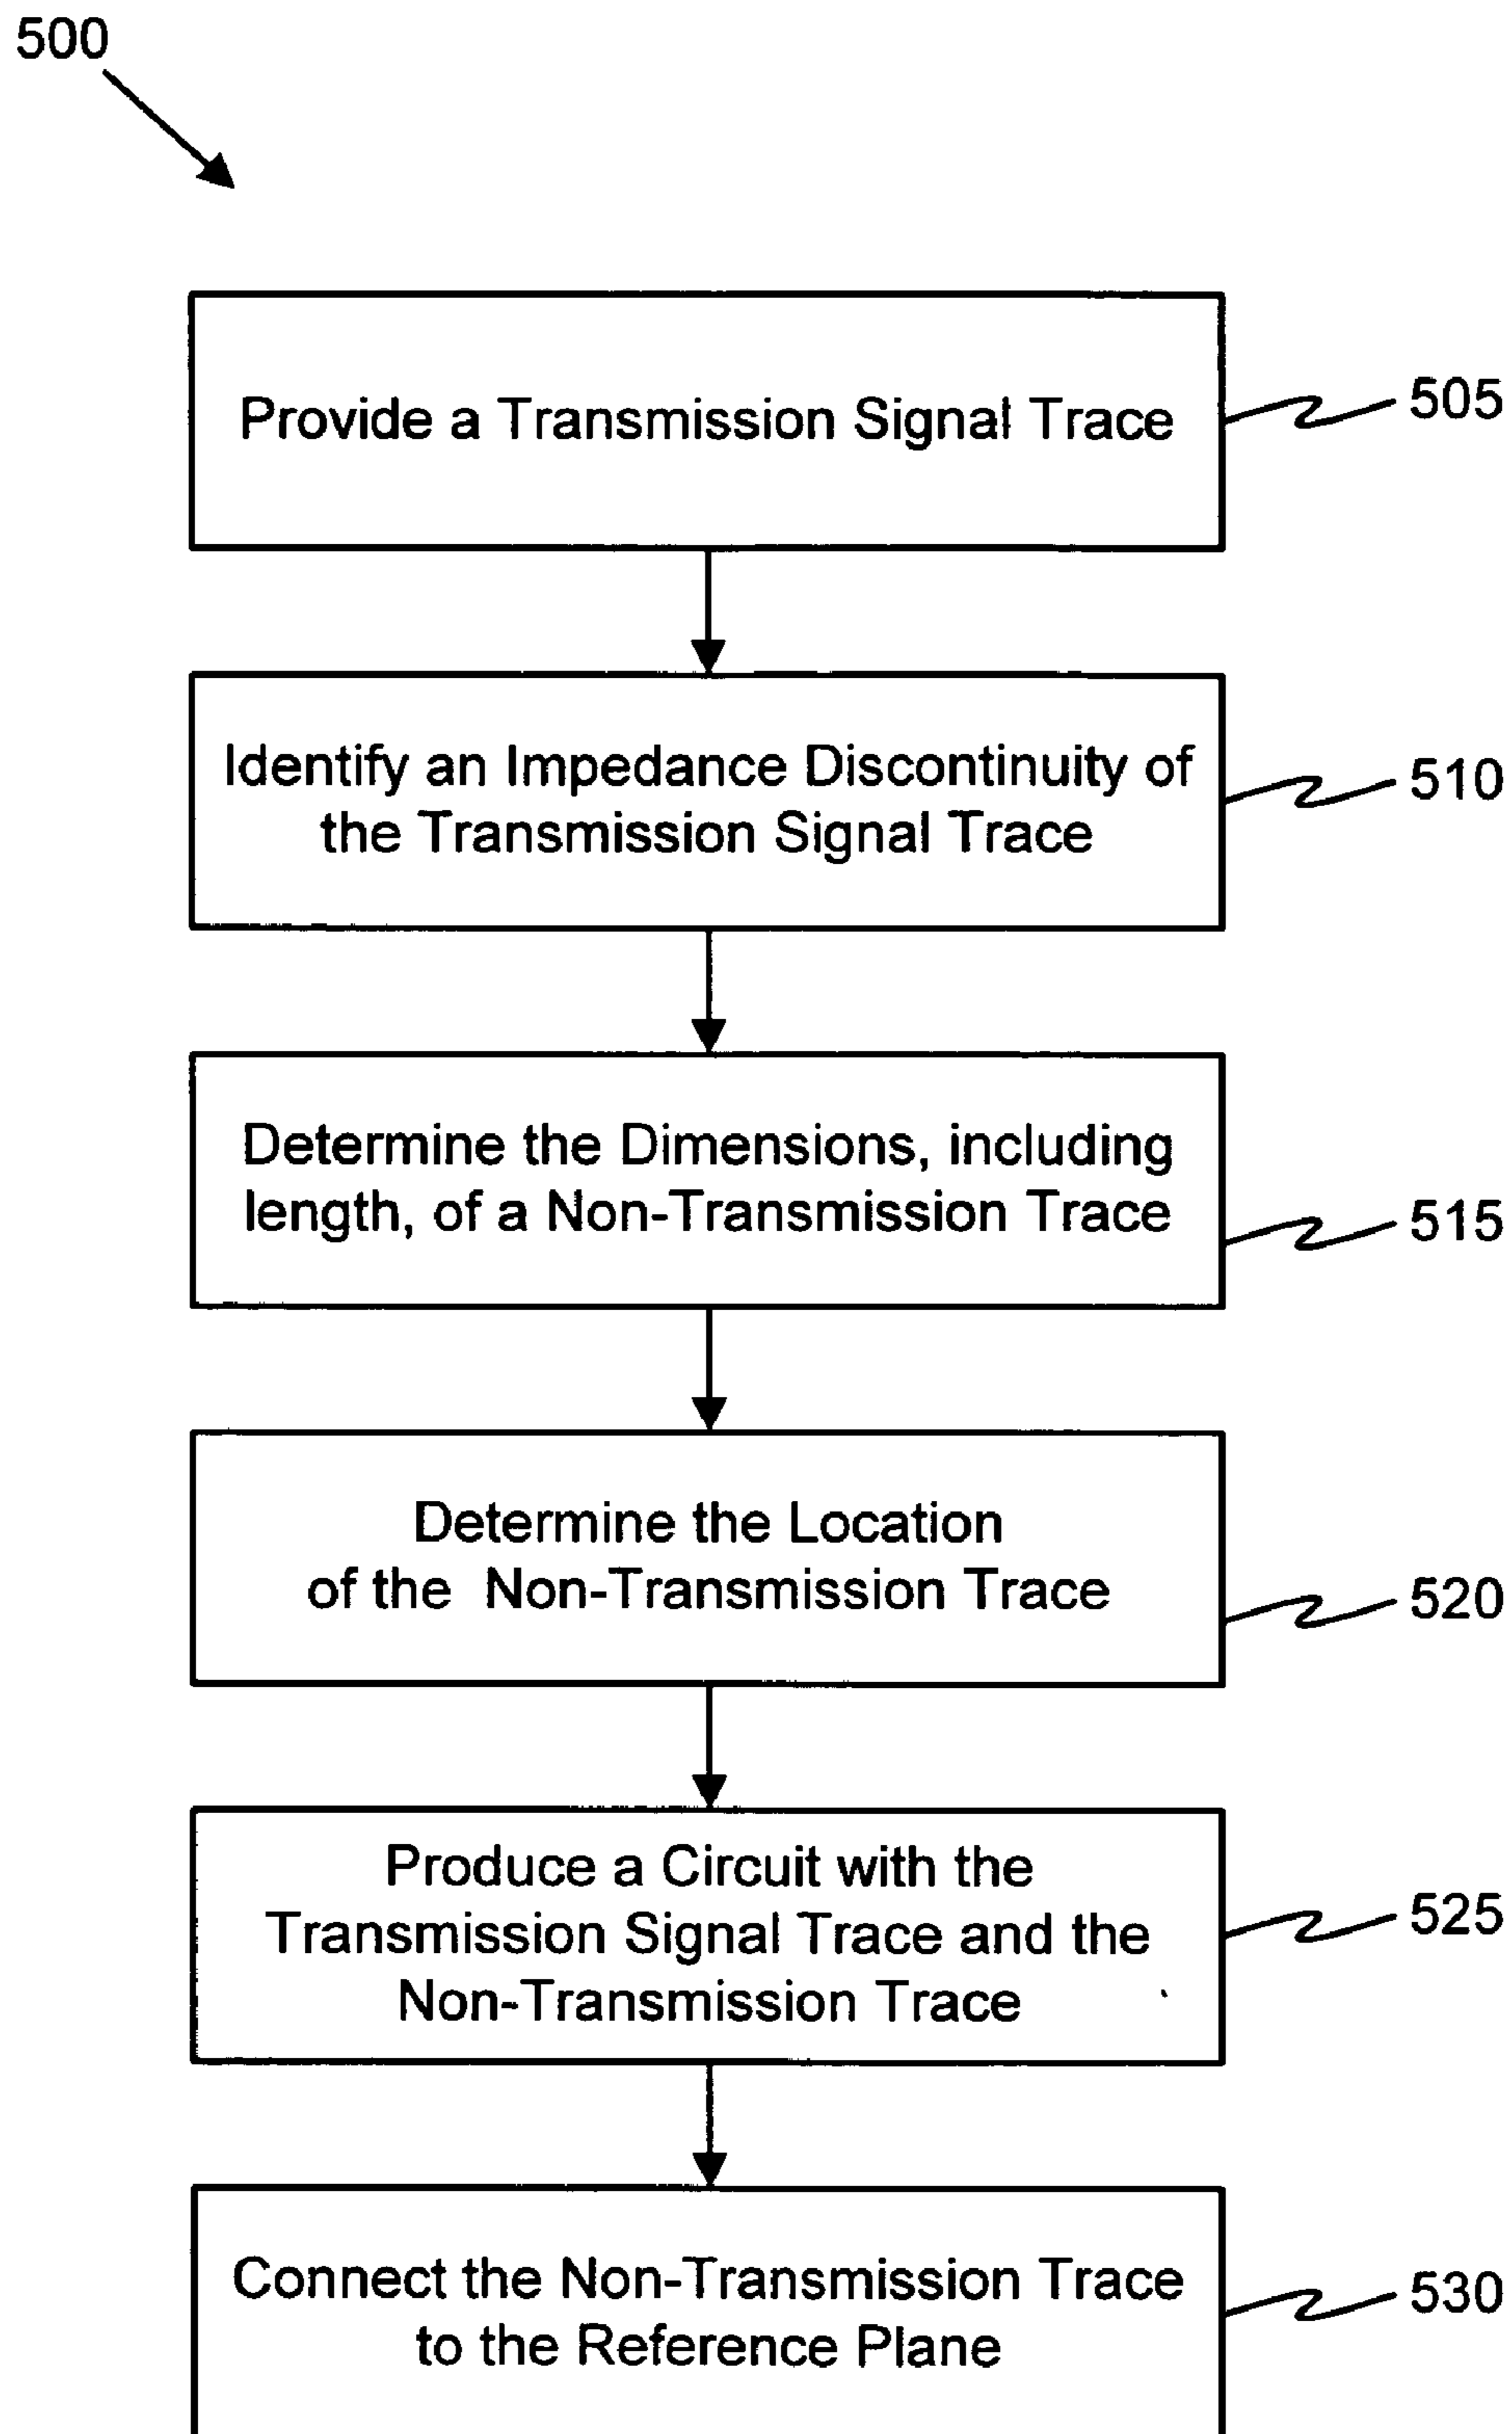 500
Provide a Transmission Signal Trace
505
Identify an Impedance Discontinuity of
the Transmission Signal Trace
510
Determine the Dimensions, including
length, of a Non-Transmission Trace
515
Determine the Location
of the Non-Transmission Trace
520
Produce a Circuit with the
Transmission Signal Trace and the
Non-Transmission Trace
525
Connect the Non-Transmission Trace
to the Reference Plane
530